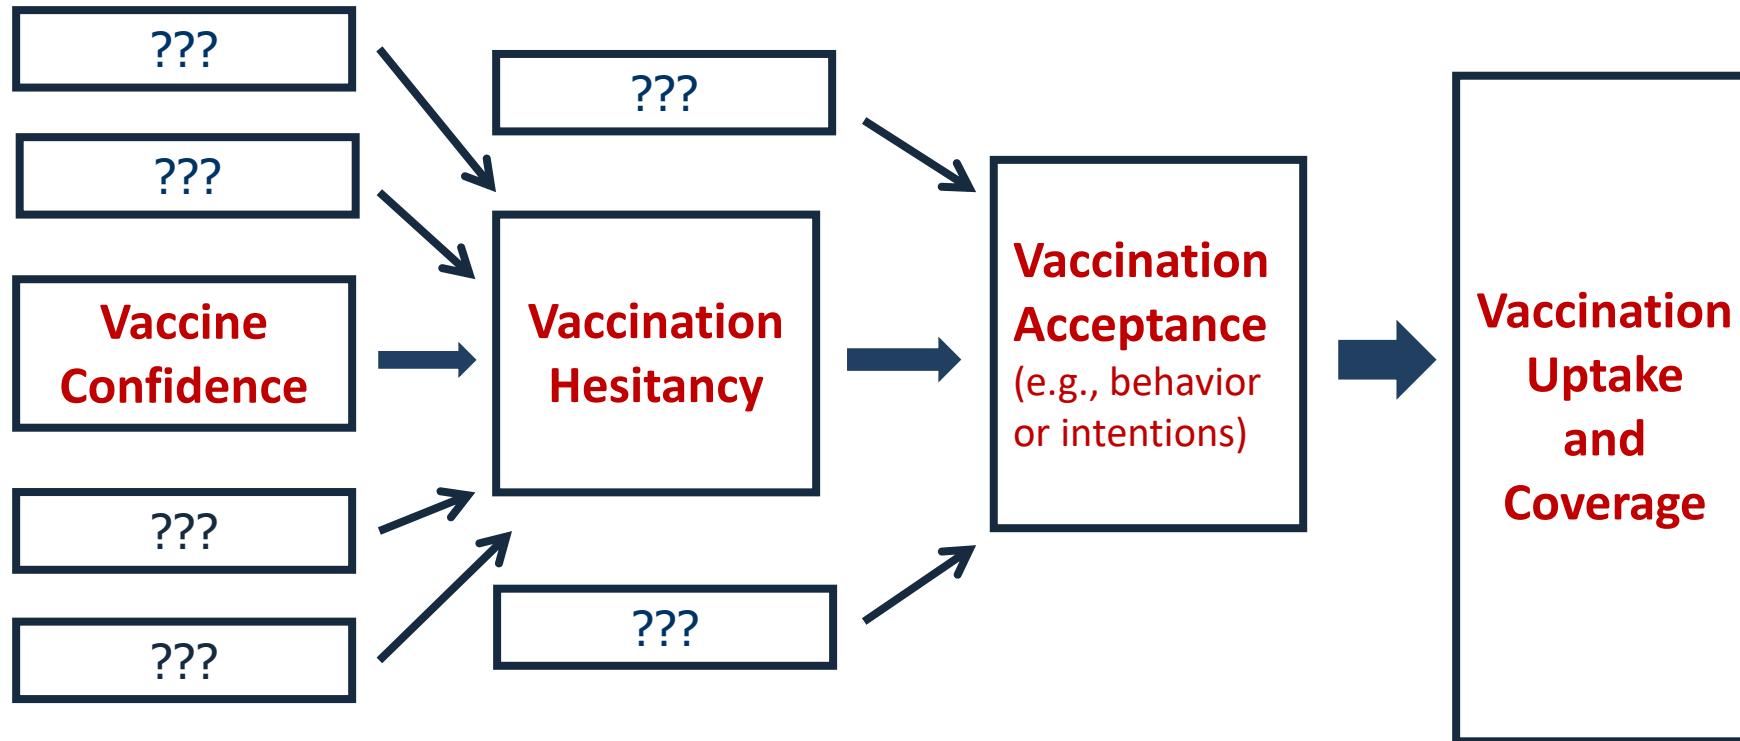 ???
???
Vaccine
Confidence
???
???
???
Vaccination
Hesitancy
???
Vaccination
Acceptance
(e.g., behavior
or intentions)
Vaccination
Uptake
and
Coverage